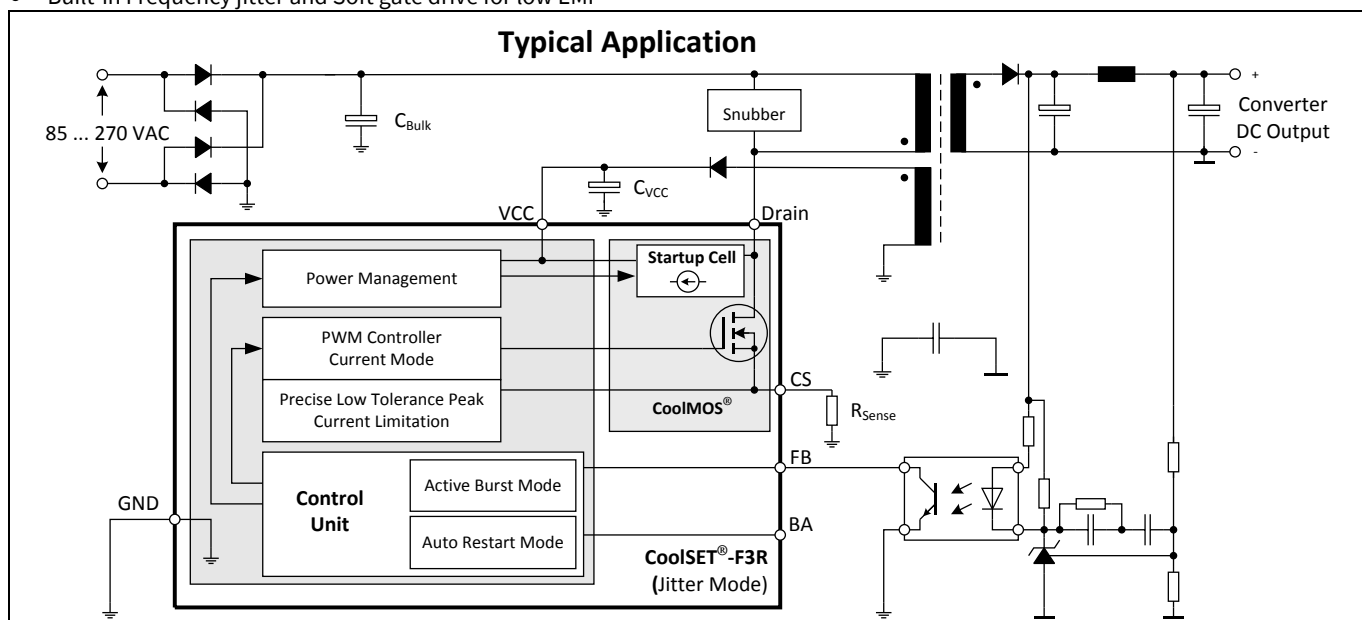 Built-in Frequency jitter and Soft gate drive for low EMI
Typical Application
85 ... 270 VAC
CBulk
Snubber
+
Converter
DC Output
-
CVCC
VCC
Drain
Power Management
Startup Cell
PWM Controller
Current Mode
Precise Low Tolerance Peak
Current Limitation
CoolMOS®
CS
RSense
FB
GND
Control
Unit
Active Burst Mode
Auto Restart Mode
BA
CoolSET®-F3R
(Jitter Mode)